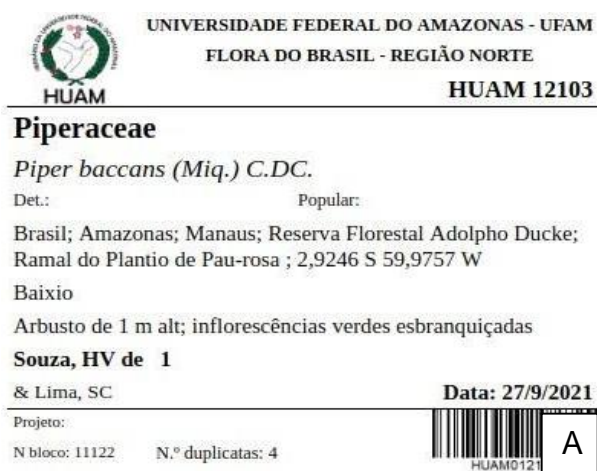 UNIVERSIDADE FEDERAL DO AMAZONAS - UFAM
FLORA DO BRASIL - REGIÃO NORTE
HUAM
HUAM 12103
Piperaceae
Piper baccans (Miq.) C.DC.
Det.: Popular:
Brasil; Amazonas; Manaus; Reserva Florestal Adolpho Ducke;
Ramal do Plantio de Pau-rosa ; 2,9246 S 59,9757 W
Baixio
Arbusto de 1 m alt; inflorescências verdes esbranquiçadas
Souza, HV de 1
& Lima, SC Data: 27/9/2021
Projeto:
N bloco: 11122 N.º duplicatas: 4
HUAM0121
A